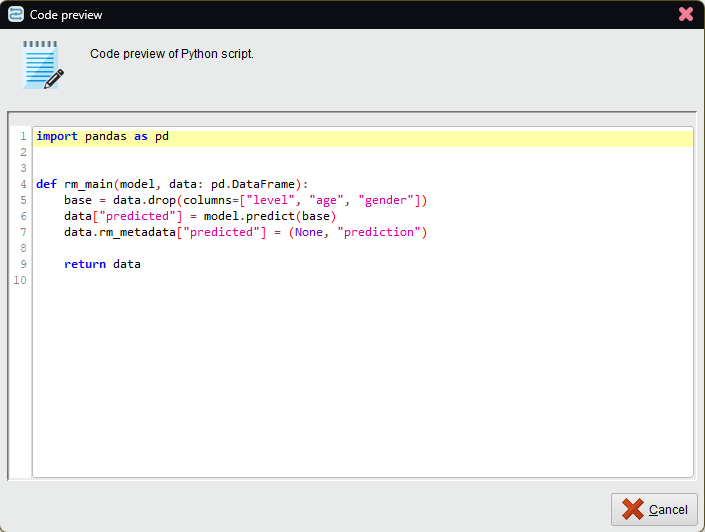 Code preview
Code preview of Python script.
1 import pandas as pd
2
3
4 def rm_main(model, data: pd.DataFrame):
5     base = data.drop(columns=["level", "age", "gender"])
6     data["predicted"] = model.predict(base)
7     data.rm_metadata["predicted"] = (None, "prediction")
8
9     return data
10
Cancel